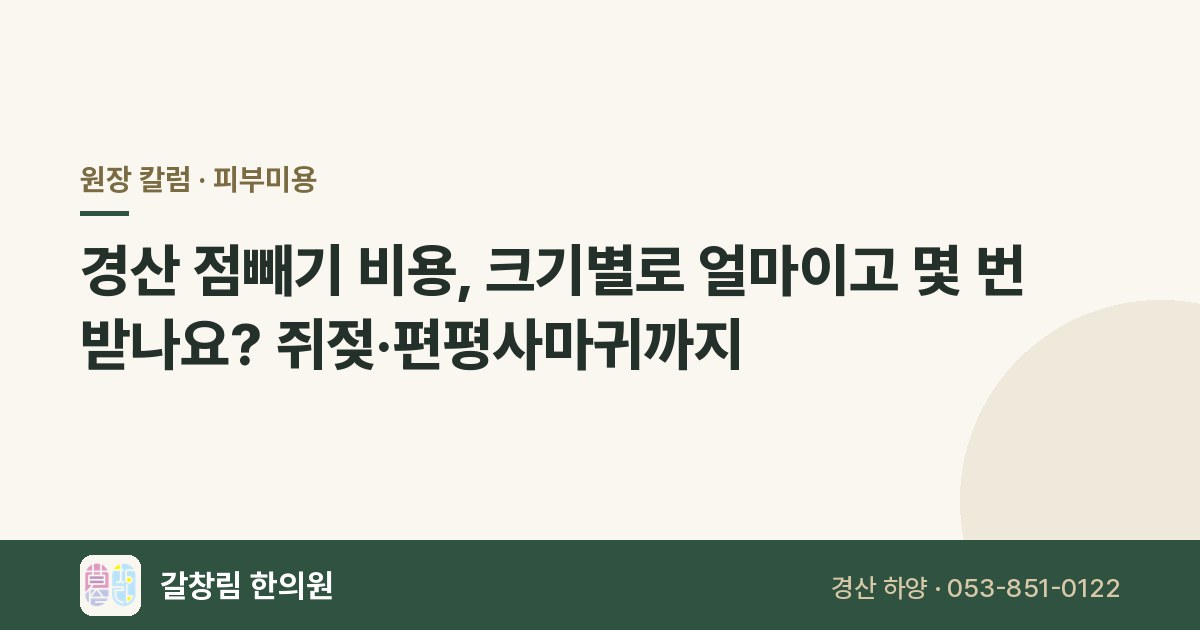 원장 칼럼 · 피부미용
경산 점빼기 비용, 크기별로 얼마이고 몇 번
받나요? 쥐젖·편평사마귀까지
갈창림 한의원
경산 하양 · 053-851-0122